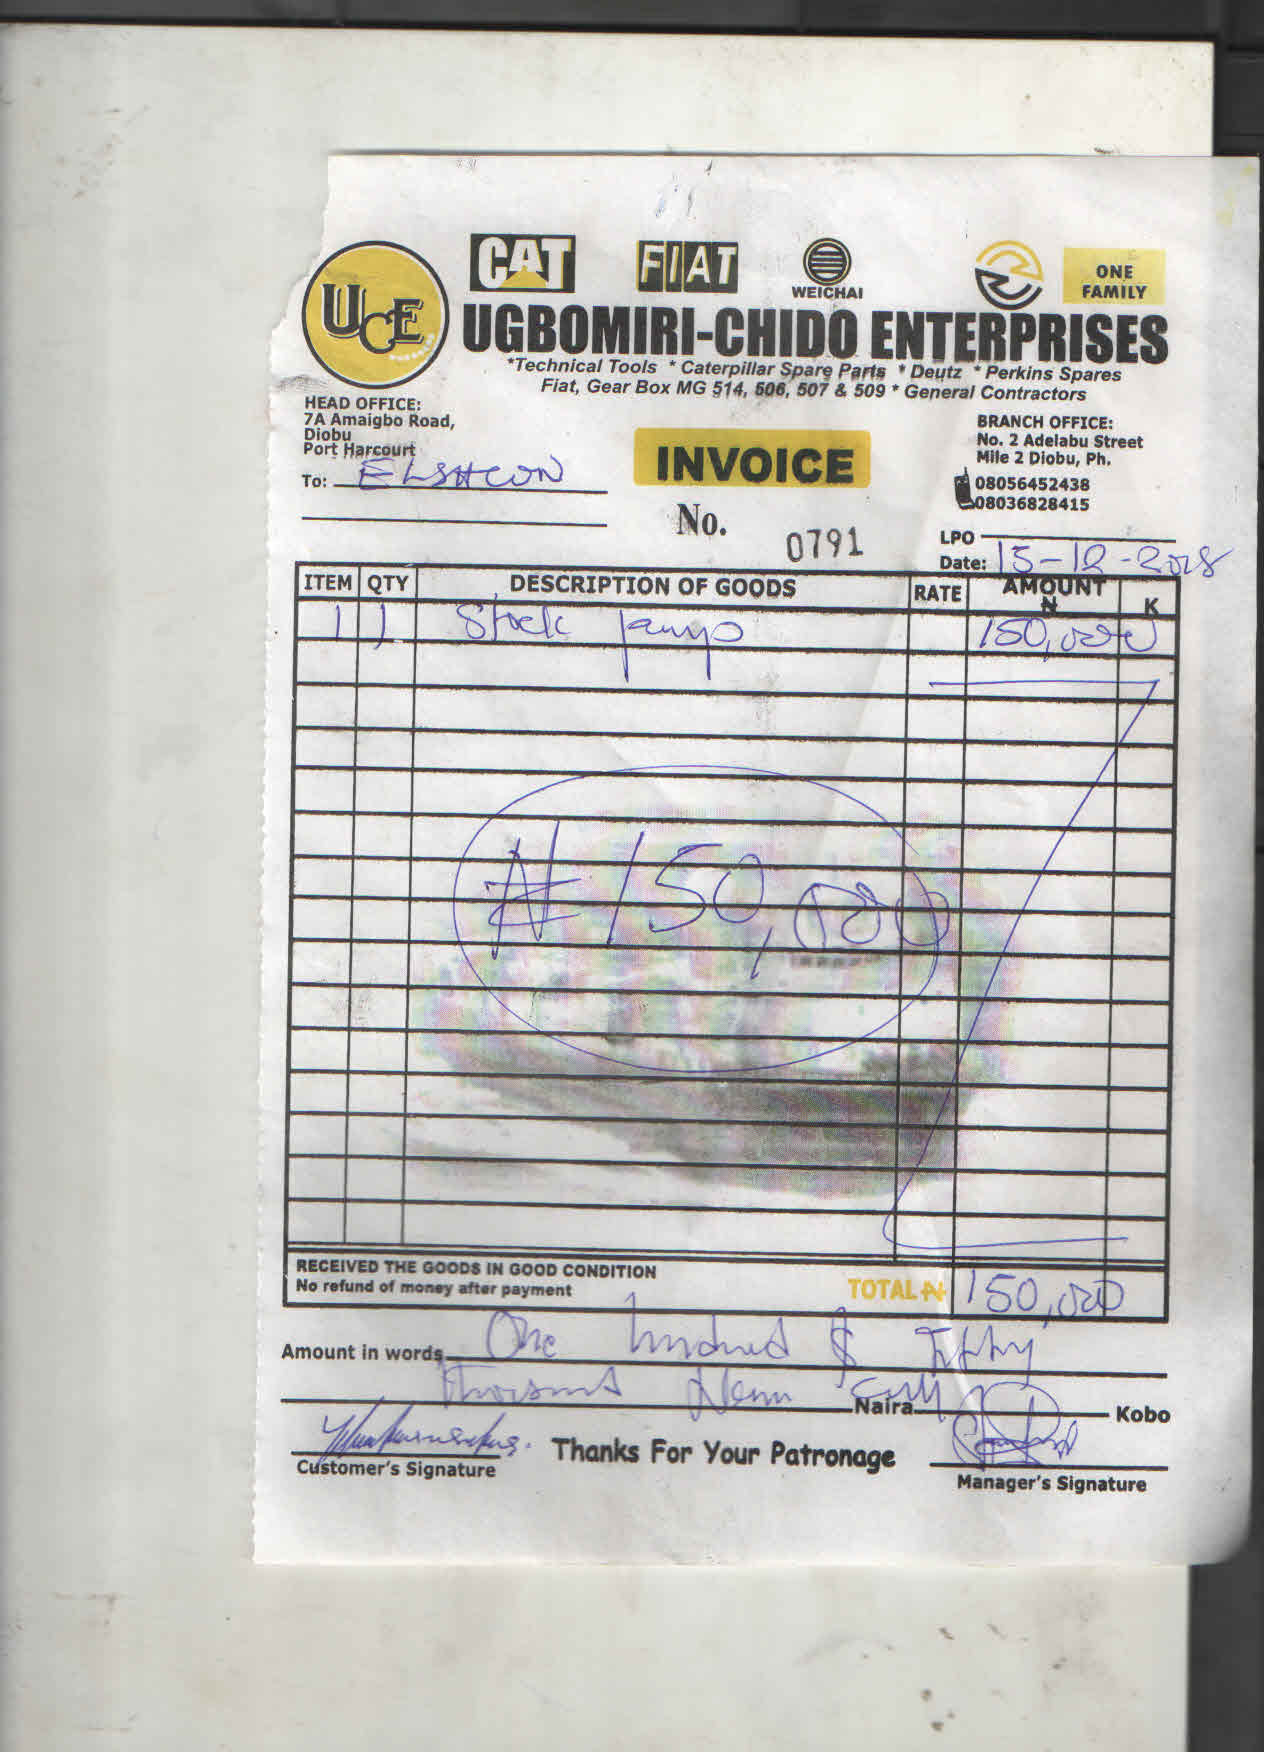 CAT FIAT WEICHAI ONE FAMILY
UCE
UGBOMIRI-CHIDO ENTERPRISES
*Technical Tools * Caterpillar Spare Parts * Deutz * Perkins Spares
Fiat, Gear Box MG 514, 506, 507 & 509 * General Contractors
HEAD OFFICE:
7A Amaigbo Road,
Diobu
Port Harcourt
BRANCH OFFICE:
No. 2 Adelabu Street
Mile 2 Diobu, Ph.
08056452438
08036828415
INVOICE
To: ELSHCON
No. 0791
LPO
Date: 15-12-2018
ITEM QTY DESCRIPTION OF GOODS RATE AMOUNT ₦ K
1 1 pump 150,000
₦150,000
RECEIVED THE GOODS IN GOOD CONDITION
No refund of money after payment
TOTAL ₦ 150,000
Amount in words One hundred & fifty
thousand Naira only Naira Kobo
Customer's Signature Thanks For Your Patronage Manager's Signature